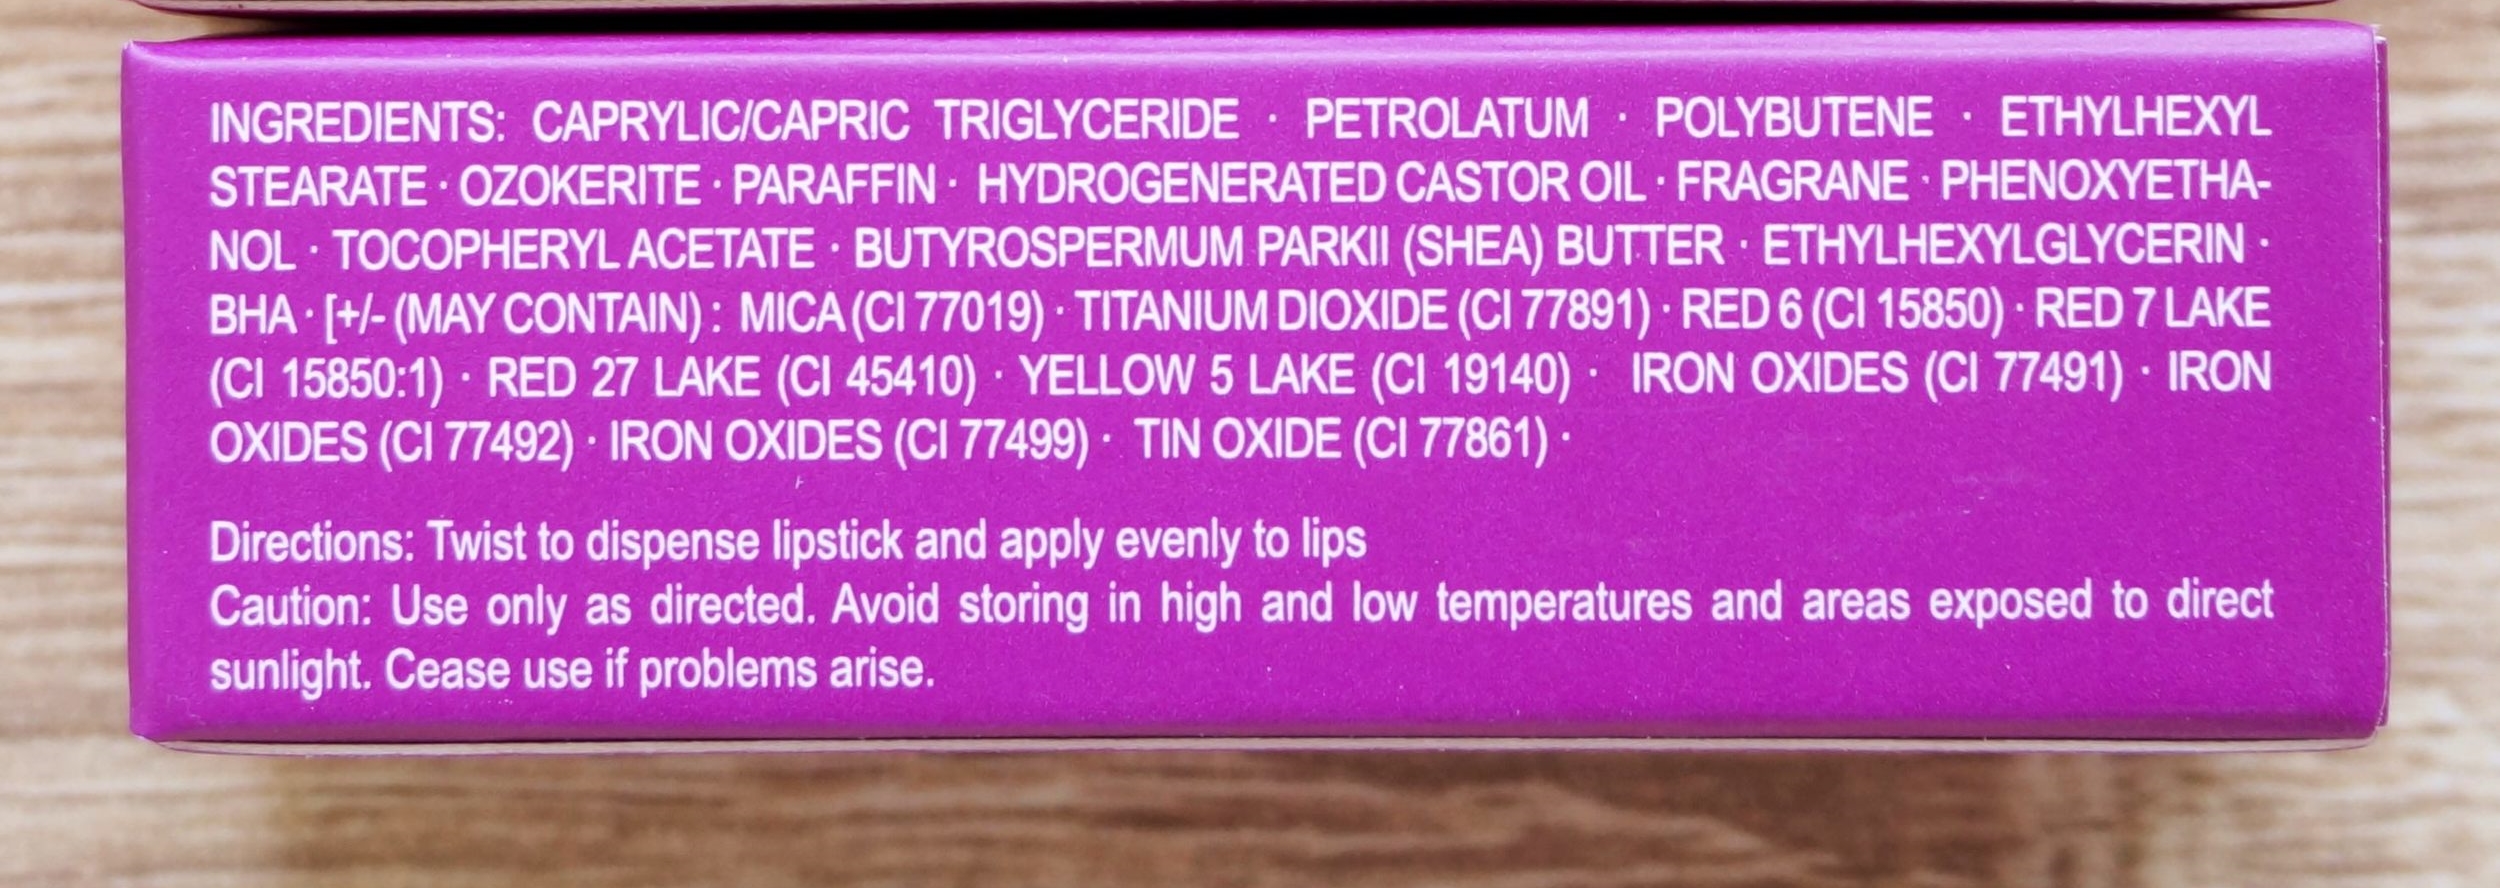 INGREDIENTS: CAPRYLIC/CAPRIC TRIGLYCERIDE · PETROLATUM · POLYBUTENE · ETHYLHEXYL
STEARATE · OZOKERITE · PARAFFIN · HYDROGENERATED CASTOR OIL · FRAGRANE · PHENOXYETHA-
NOL · TOCOPHERYL ACETATE · BUTYROSPERMUM PARKII (SHEA) BUTTER · ETHYLHEXYLGLYCERIN ·
BHA · [+/- (MAY CONTAIN) : MICA (CI 77019) · TITANIUM DIOXIDE (CI 77891) · RED 6 (CI 15850) · RED 7 LAKE
(CI 15850:1) · RED 27 LAKE (CI 45410) · YELLOW 5 LAKE (CI 19140) · IRON OXIDES (CI 77491) · IRON
OXIDES (CI 77492) · IRON OXIDES (CI 77499) · TIN OXIDE (CI 77861) ·
Directions: Twist to dispense lipstick and apply evenly to lips
Caution: Use only as directed. Avoid storing in high and low temperatures and areas exposed to direct
sunlight. Cease use if problems arise.